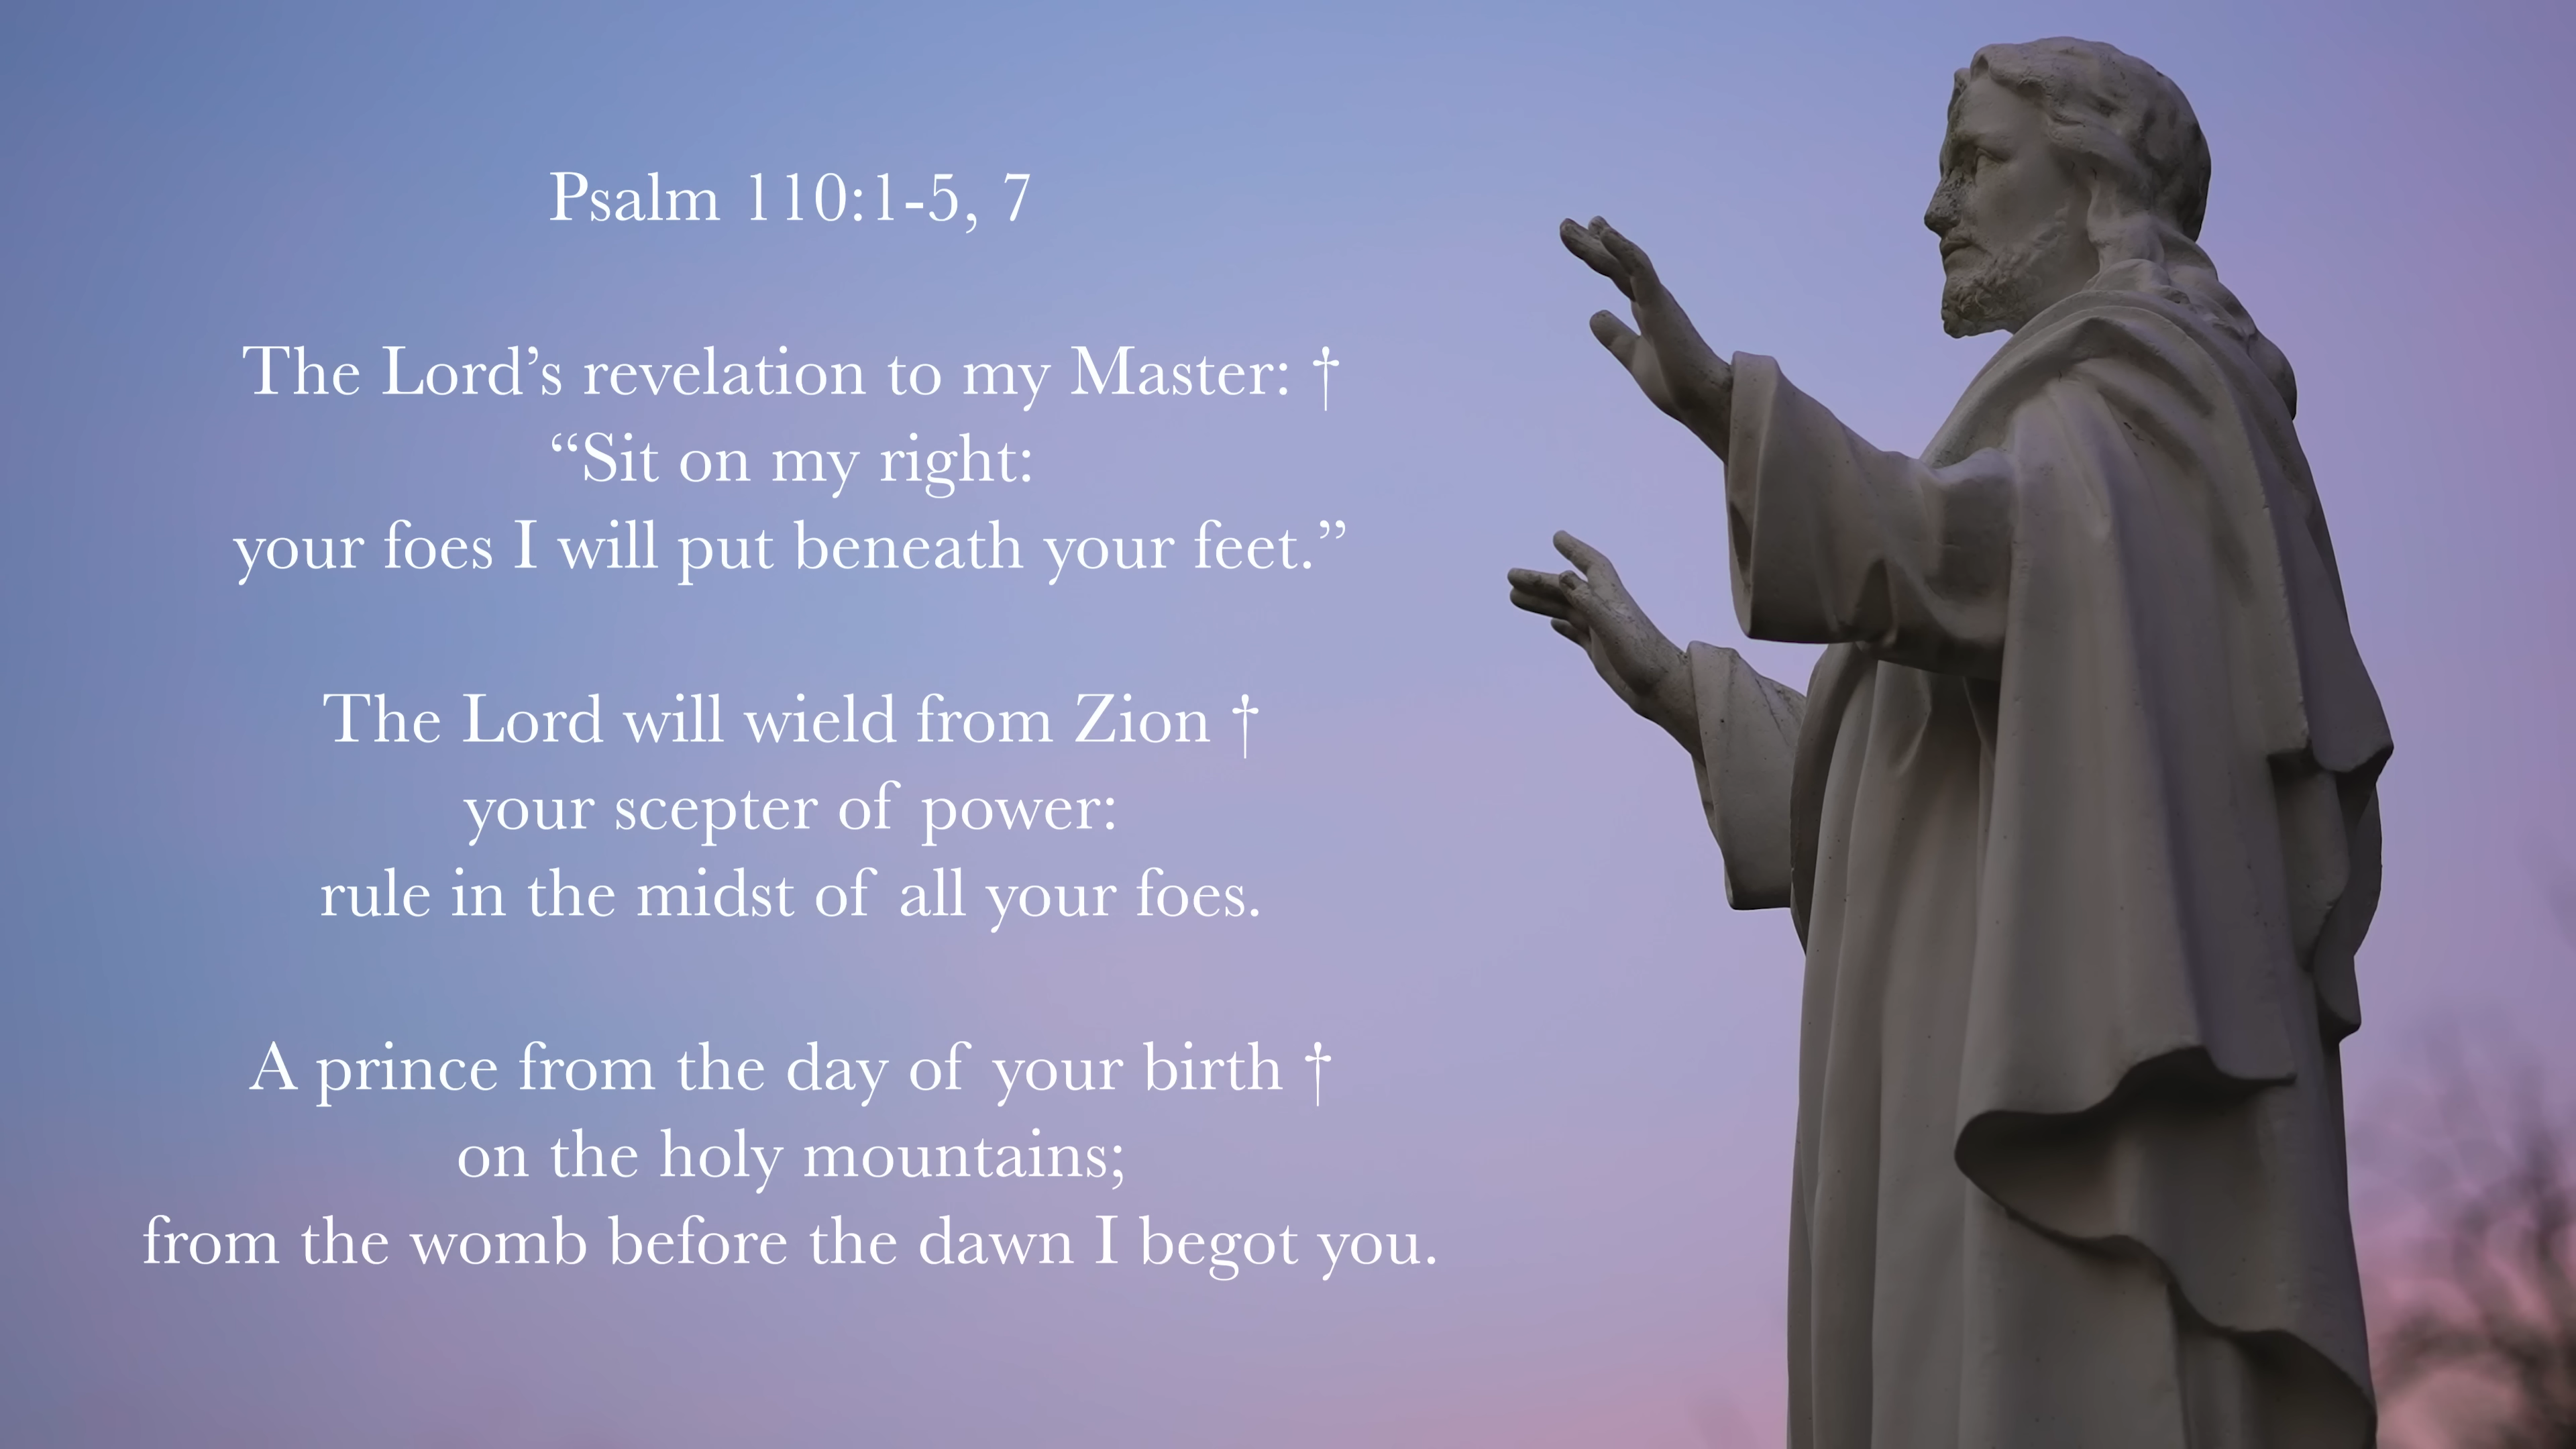 Psalm 110:1-5, 7
The Lord’s revelation to my Master: †
“Sit on my right:
your foes I will put beneath your feet.”
The Lord will wield from Zion †
your scepter of power:
rule in the midst of all your foes.
A prince from the day of your birth †
on the holy mountains;
from the womb before the dawn I begot you.